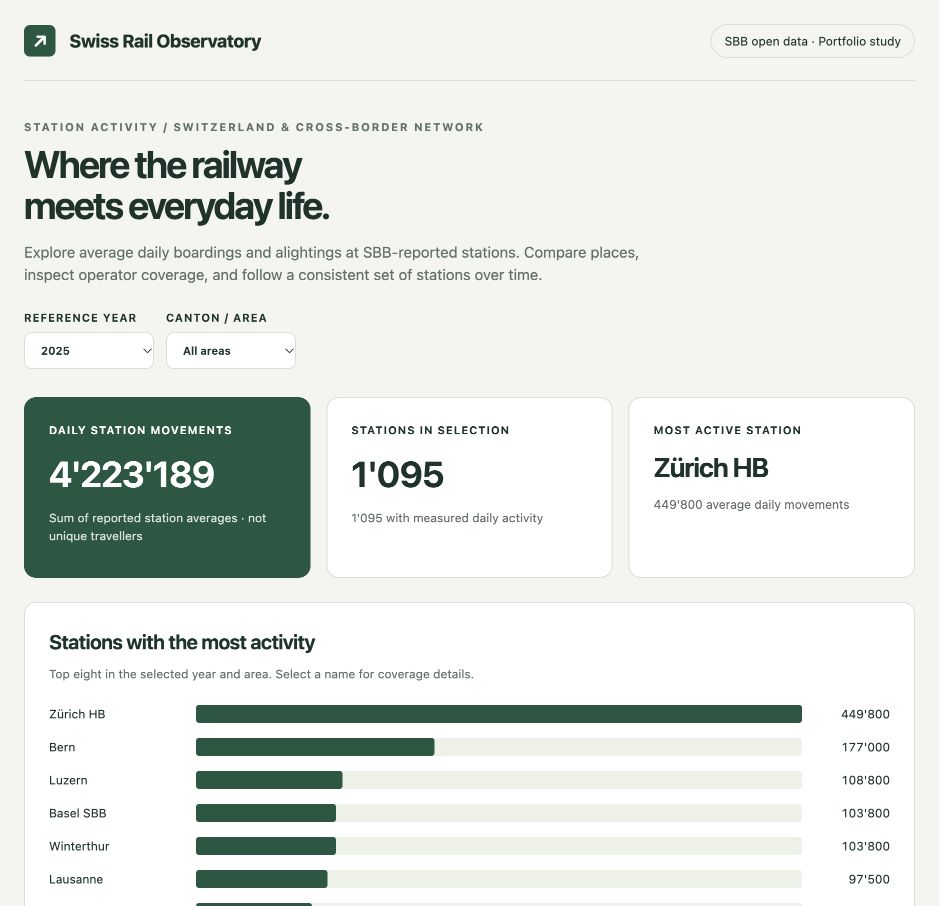 Swiss Rail Observatory
SBB open data · Portfolio study
STATION ACTIVITY / SWITZERLAND & CROSS-BORDER NETWORK
Where the railway
meets everyday life.
Explore average daily boardings and alightings at SBB-reported stations. Compare places,
inspect operator coverage, and follow a consistent set of stations over time.
REFERENCE YEAR
2025
CANTON / AREA
All areas
DAILY STATION MOVEMENTS
4'223'189
Sum of reported station averages · not
unique travellers
STATIONS IN SELECTION
1'095
1'095 with measured daily activity
MOST ACTIVE STATION
Zürich HB
449'800 average daily movements
Stations with the most activity
Top eight in the selected year and area. Select a name for coverage details.
Zürich HB 449'800
Bern 177'000
Luzern 108'800
Basel SBB 103'800
Winterthur 103'800
Lausanne 97'500